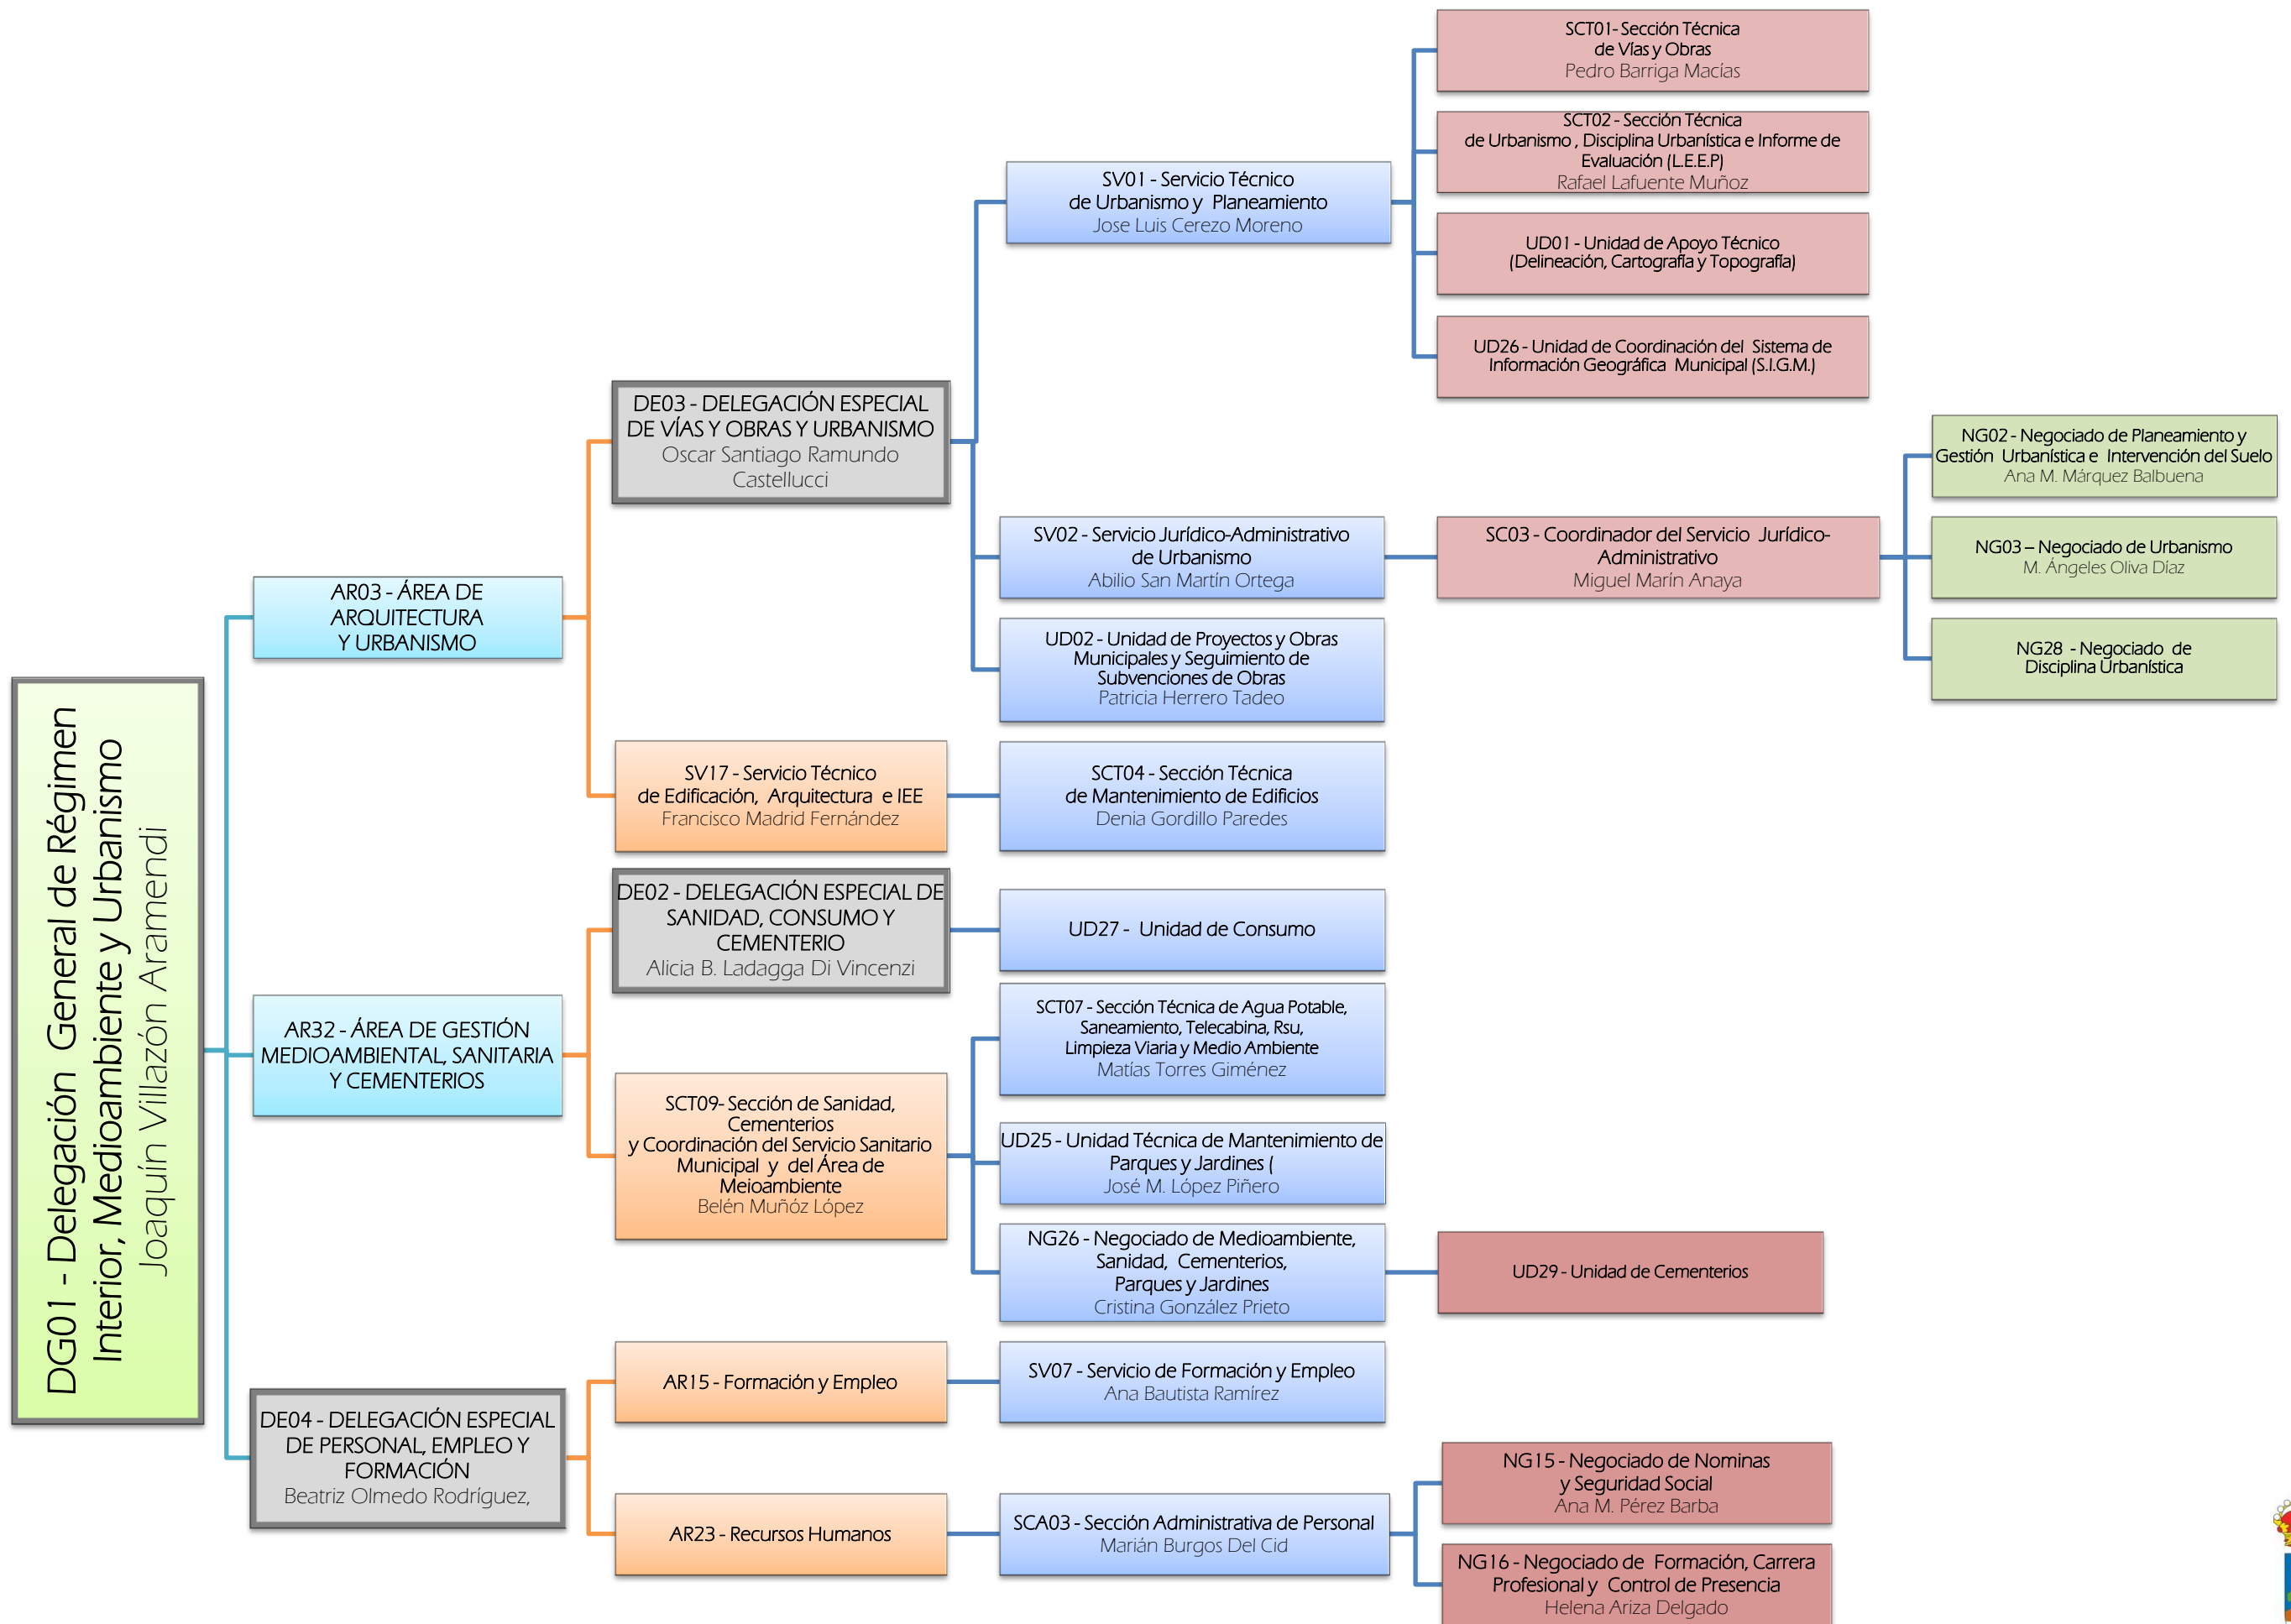 DG01 - Delegación General de Régimen
Interior, Medioambiente y Urbanismo
Joaquín Villazón Aramendi
AR03 - ÁREA DE
ARQUITECTURA
Y URBANISMO
DE03 - DELEGACIÓN ESPECIAL
DE VÍAS Y OBRAS Y URBANISMO
Oscar Santiago Ramundo
Castellucci
SV01 - Servicio Técnico
de Urbanismo y Planeamiento
Jose Luis Cerezo Moreno
SCT01- Sección Técnica
de Vías y Obras
Pedro Barriga Macías
SCT02 - Sección Técnica
de Urbanismo , Disciplina Urbanística e Informe de
Evaluación (L.E.E.P)
Rafael Lafuente Muñoz
UD01 - Unidad de Apoyo Técnico
(Delineación, Cartografía y Topografía)
UD26 - Unidad de Coordinación del Sistema de
Información Geográfica Municipal (S.I.G.M.)
SV02 - Servicio Jurídico-Administrativo
de Urbanismo
Abilio San Martín Ortega
SC03 - Coordinador del Servicio Jurídico-
Administrativo
Miguel Marín Anaya
NG02 - Negociado de Planeamiento y
Gestión Urbanística e Intervención del Suelo
Ana M. Márquez Balbuena
NG03 – Negociado de Urbanismo
M. Ángeles Oliva Díaz
NG28 - Negociado de
Disciplina Urbanística
UD02 - Unidad de Proyectos y Obras
Municipales y Seguimiento de
Subvenciones de Obras
Patricia Herrero Tadeo
SV17 - Servicio Técnico
de Edificación, Arquitectura e IEE
Francisco Madrid Fernández
SCT04 - Sección Técnica
de Mantenimiento de Edificios
Denia Gordillo Paredes
AR32 - ÁREA DE GESTIÓN
MEDIOAMBIENTAL, SANITARIA
Y CEMENTERIOS
DE02 - DELEGACIÓN ESPECIAL DE
SANIDAD, CONSUMO Y
CEMENTERIO
Alicia B. Ladagga Di Vincenzi
UD27 - Unidad de Consumo
SCT09- Sección de Sanidad,
Cementerios
y Coordinación del Servicio Sanitario
Municipal y del Área de
Meioambiente
Belén Muñóz López
SCT07 - Sección Técnica de Agua Potable,
Saneamiento, Telecabina, Rsu,
Limpieza Viaria y Medio Ambiente
Matías Torres Giménez
UD25 - Unidad Técnica de Mantenimiento de
Parques y Jardines (
José M. López Piñero
NG26 - Negociado de Medioambiente,
Sanidad, Cementerios,
Parques y Jardines
Cristina González Prieto
UD29 - Unidad de Cementerios
DE04 - DELEGACIÓN ESPECIAL
DE PERSONAL, EMPLEO Y
FORMACIÓN
Beatriz Olmedo Rodríguez,
AR15 - Formación y Empleo
SV07 - Servicio de Formación y Empleo
Ana Bautista Ramírez
AR23 - Recursos Humanos
SCA03 - Sección Administrativa de Personal
Marián Burgos Del Cid
NG15 - Negociado de Nominas
y Seguridad Social
Ana M. Pérez Barba
NG16 - Negociado de Formación, Carrera
Profesional y Control de Presencia
Helena Ariza Delgado